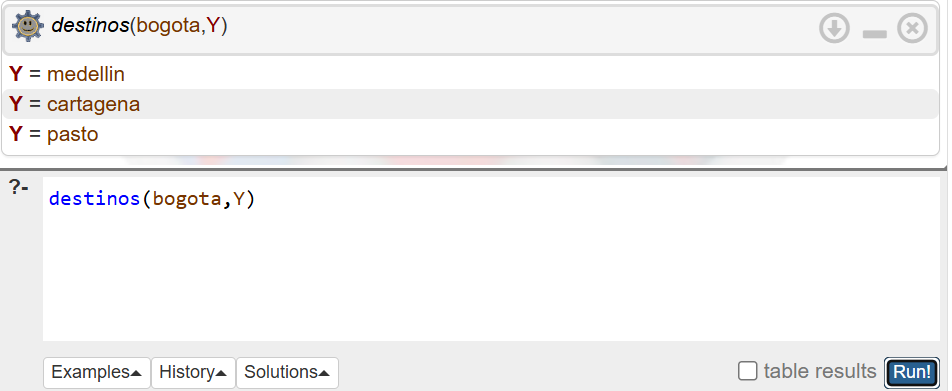 destinos(bogota,Y)
Y = medellin
Y = cartagena
Y = pasto
?- destinos(bogota,Y)
Examples▲ History▲ Solutions▲ table results Run!